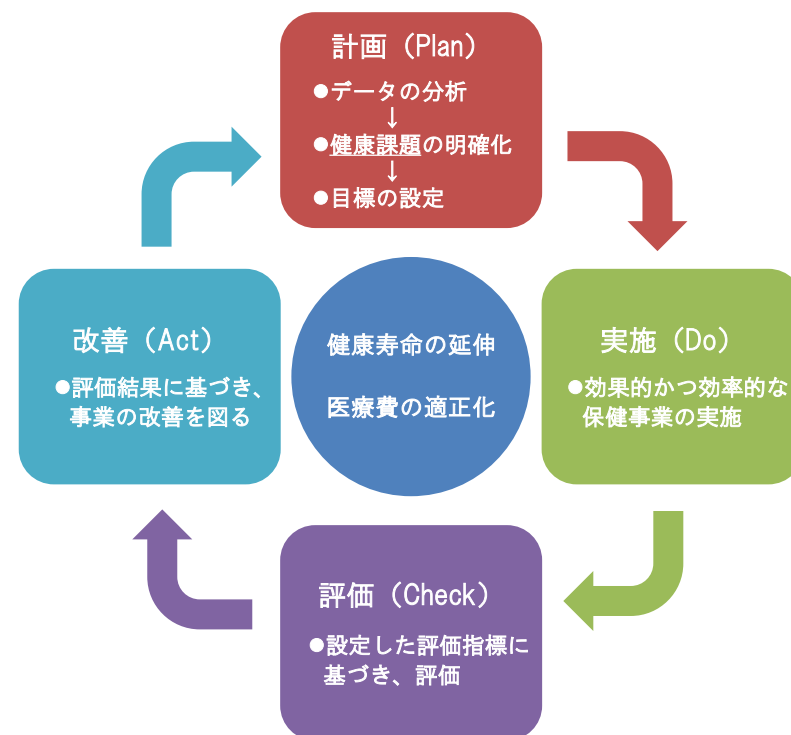 計画（Plan）
●データの分析
↓
●健康課題の明確化
↓
●目標の設定
実施（Do）
●効果的かつ効率的な
保健事業の実施
評価（Check）
●設定した評価指標に
基づき、評価
改善（Act）
●評価結果に基づき、
事業の改善を図る
健康寿命の延伸
医療費の適正化